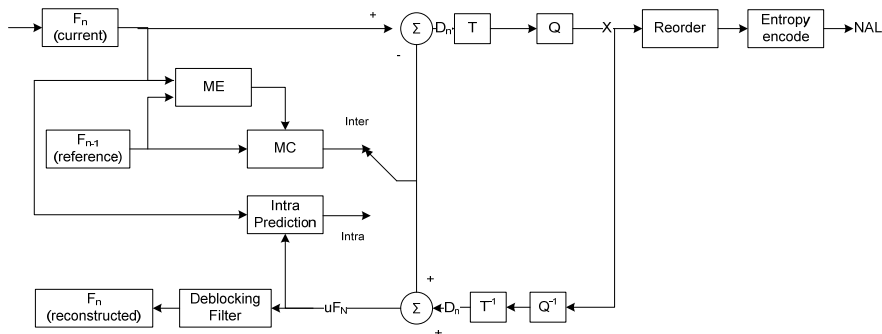 Fn
(current)
+
Σ
Dn
T
Q
X
Reorder
Entropy
encode
NAL
-
ME
Fn-1
(reference)
MC
Inter
Intra
Prediction
Intra
+
Fn
(reconstructed)
Deblocking
Filter
uFN
Σ
Dn
T-1
Q-1
+